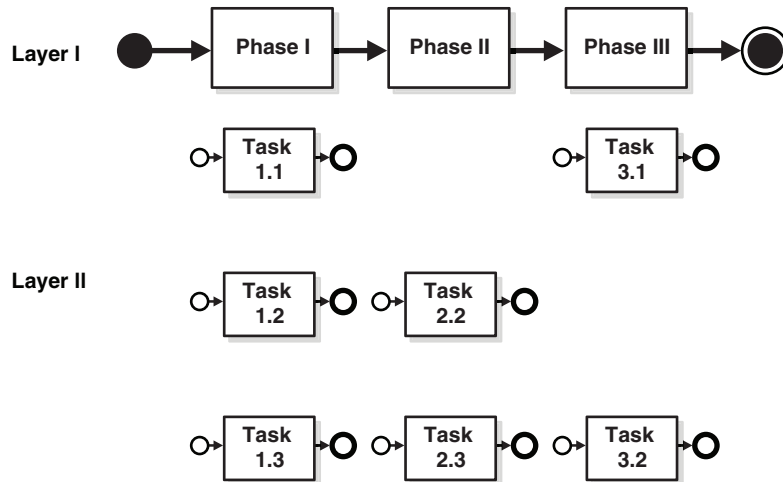 Layer I
Phase I
Phase II
Phase III
Task
1.1
Task
3.1
Layer II
Task
1.2
Task
2.2
Task
1.3
Task
2.3
Task
3.2